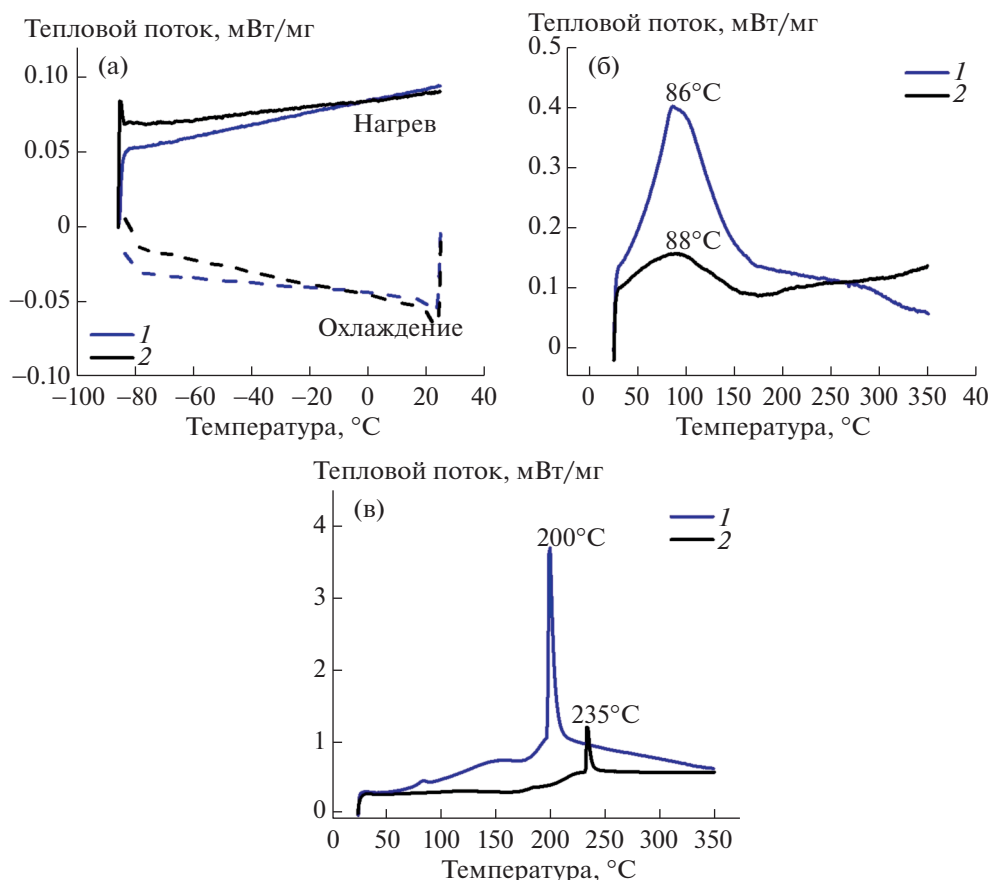 Тепловой поток, мВт/мг
(а)
0.10
0.05
0
−0.05
−0.10
Нагрев
Охлаждение
1
2
−100 −80 −60 −40 −20 0 20 40
Температура, °C
Тепловой поток, мВт/мг
(б)
0.5
0.4
0.3
0.2
0.1
0
86°C
88°C
1
2
0 50 100 150 200 250 300 350 40
Температура, °C
Тепловой поток, мВт/мг
(в)
4
3
2
1
0
200°C
235°C
1
2
0 50 100 150 200 250 300 350
Температура, °C